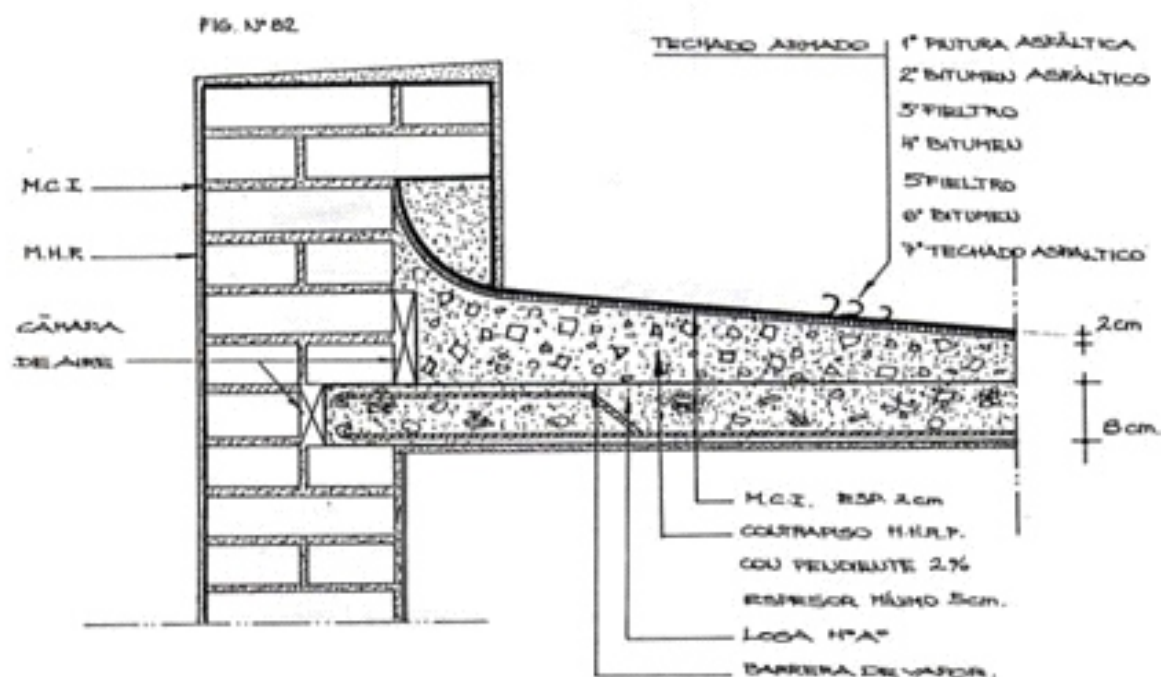 FIG. Nº 82
TECHADO ARMADO
1º PINTURA ASFÁLTICA
2º BITUMEN ASFÁLTICO
3º FIELTRO
4º BITUMEN
5º FIELTRO
6º BITUMEN
7º TECHADO ASFALTICO
M.C.I
M.H.R
CÁMARA
DE AIRE
2cm
8cm.
M.C.I. ESP. 2cm
CONTRAPISO H.H.R.P.
CON PENDIENTE 2%
ESPESOR MÍNIMO 5cm.
LOSA HºAº
BARRERA DE VAPOR.